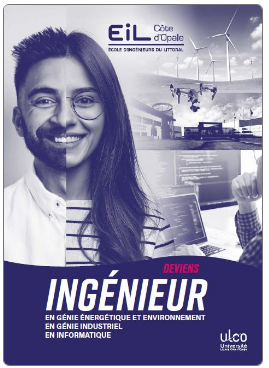 EiL Côte
d'Opale
ÉCOLE D'INGÉNIEURS DU LITTORAL
DEVIENS
INGÉNIEUR
EN GÉNIE ÉNERGÉTIQUE ET ENVIRONNEMENT
EN GÉNIE INDUSTRIEL
EN INFORMATIQUE
ulco
Université